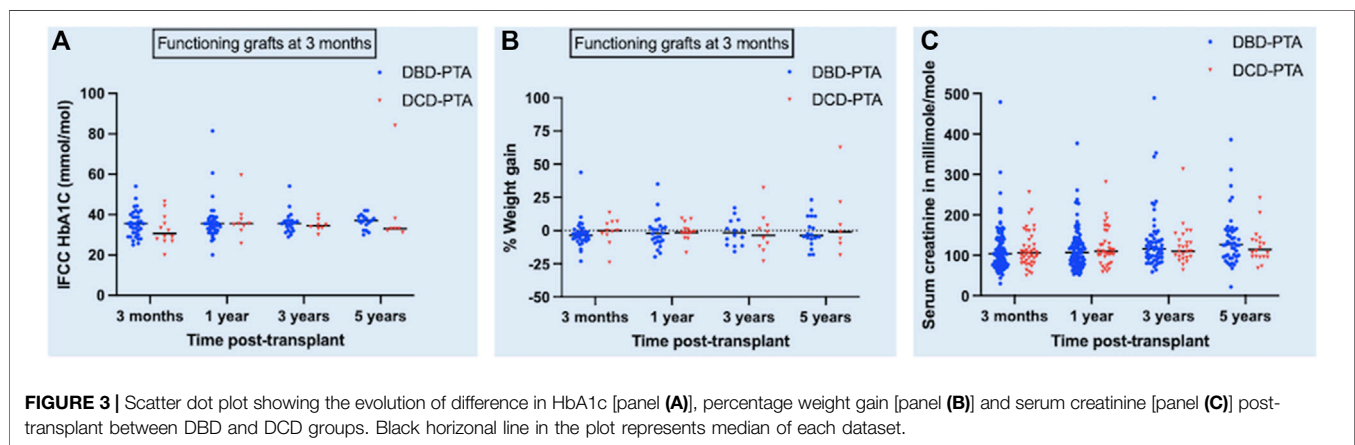 A
Functioning grafts at 3 months
DBD-PTA
DCD-PTA
IFCC HbA1C (mmol/mol)
100
80
60
40
20
0
3 months 1 year 3 years 5 years
Time post-transplant
B
Functioning grafts at 3 months
DBD-PTA
DCD-PTA
% Weight gain
100
75
50
25
0
-25
-50
3 months 1 year 3 years 5 years
Time post-transplant
C
DBD-PTA
DCD-PTA
Serum creatinine in millimole/mole
500
400
300
200
100
0
3 months 1 year 3 years 5 years
Time post-transplant
FIGURE 3 | Scatter dot plot showing the evolution of difference in HbA1c [panel (A)], percentage weight gain [panel (B)] and serum creatinine [panel (C)] post-
transplant between DBD and DCD groups. Black horizonal line in the plot represents median of each dataset.